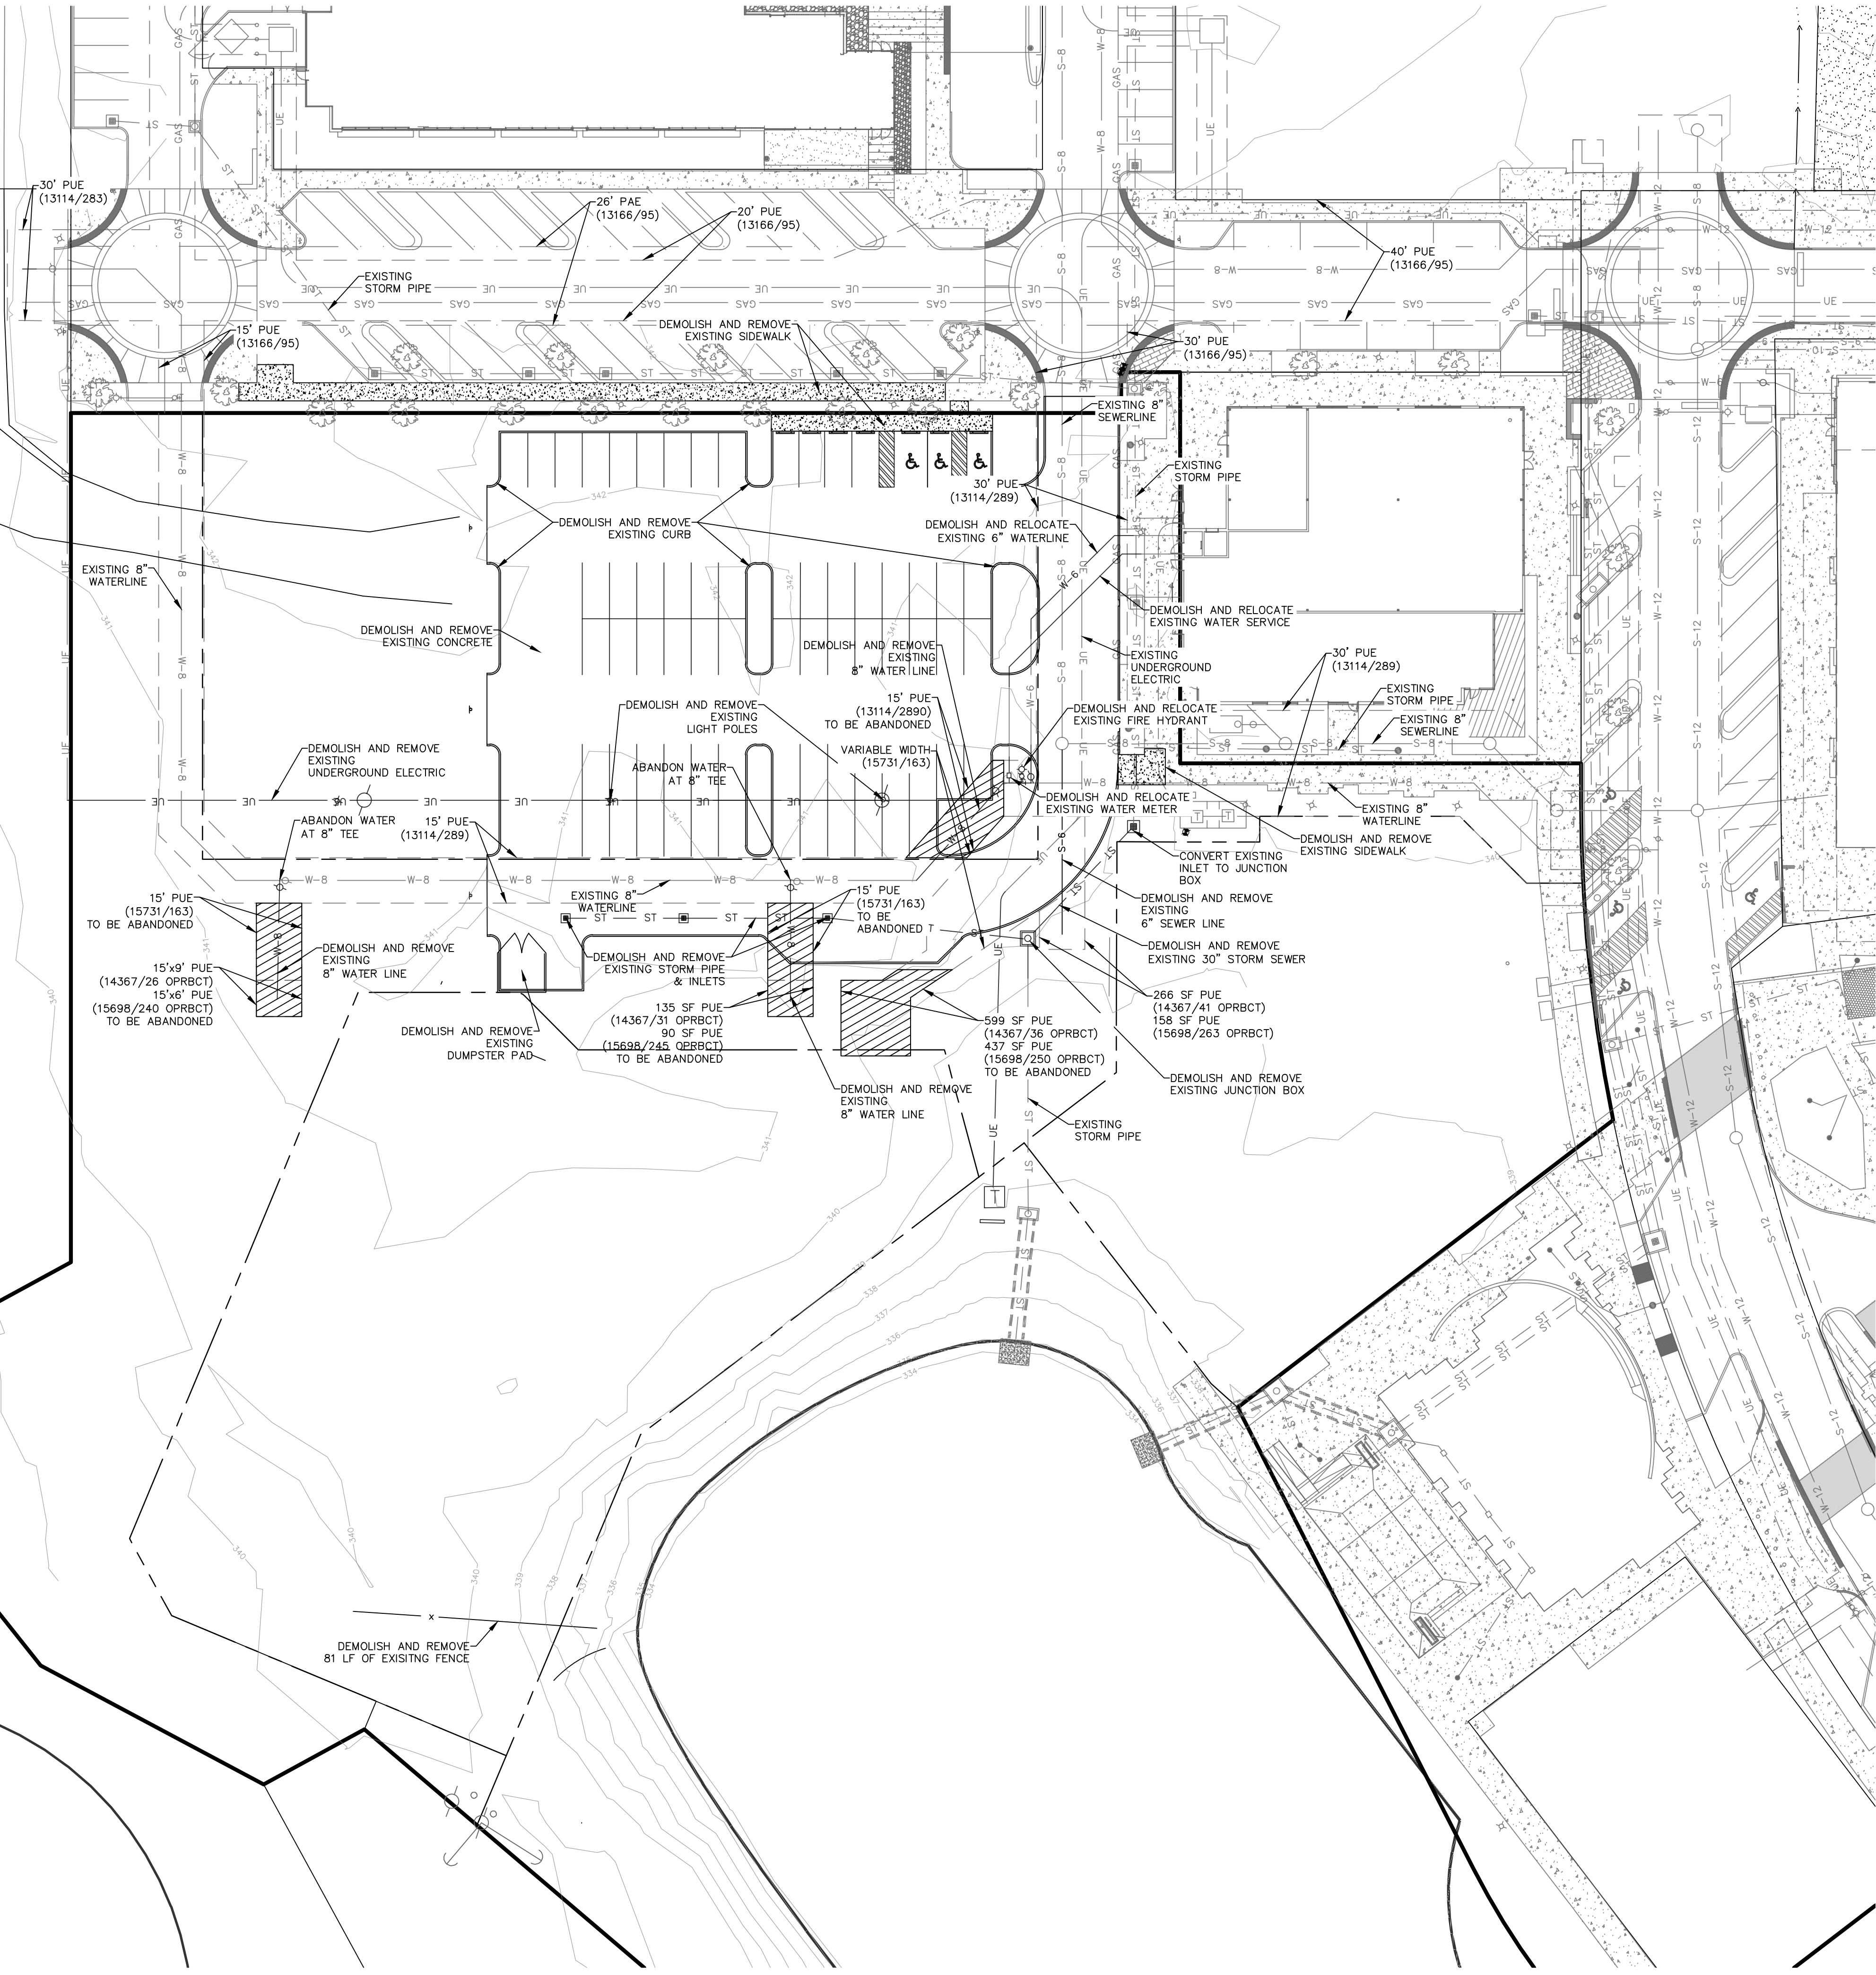 30' PUE
(13114/283)
26' PAE
(13166/95)
20' PUE
(13166/95)
40' PUE
(13166/95)
EXISTING
STORM PIPE
15' PUE
(13166/95)
DEMOLISH AND REMOVE
EXISTING SIDEWALK
30' PUE
(13166/95)
EXISTING 8"
SEWERLINE
EXISTING
STORM PIPE
30' PUE
(13114/289)
DEMOLISH AND REMOVE
EXISTING CURB
DEMOLISH AND RELOCATE
EXISTING 6" WATERLINE
EXISTING 8"
WATERLINE
DEMOLISH AND REMOVE
EXISTING CONCRETE
DEMOLISH AND RELOCATE
EXISTING WATER SERVICE
DEMOLISH AND REMOVE
EXISTING
8" WATER LINE
EXISTING
UNDERGROUND
ELECTRIC
30' PUE
(13114/289)
EXISTING
STORM PIPE
EXISTING 8"
SEWERLINE
15' PUE
(13114/2890)
TO BE ABANDONED
DEMOLISH AND REMOVE
EXISTING
LIGHT POLES
DEMOLISH AND RELOCATE
EXISTING FIRE HYDRANT
VARIABLE WIDTH
(15731/163)
DEMOLISH AND REMOVE
EXISTING
UNDERGROUND ELECTRIC
ABANDON WATER
AT 8" TEE
DEMOLISH AND RELOCATE
EXISTING WATER METER
EXISTING 8"
WATERLINE
ABANDON WATER
AT 8" TEE
15' PUE
(13114/289)
DEMOLISH AND REMOVE
EXISTING SIDEWALK
CONVERT EXISTING
INLET TO JUNCTION
BOX
15' PUE
(15731/163)
TO BE ABANDONED
EXISTING 8"
WATERLINE
15' PUE
(15731/163)
TO BE
ABANDONED
DEMOLISH AND REMOVE
EXISTING
6" SEWER LINE
DEMOLISH AND REMOVE
EXISTING
8" WATER LINE
DEMOLISH AND REMOVE
EXISTING STORM PIPE
& INLETS
DEMOLISH AND REMOVE
EXISTING 30" STORM SEWER
15'x9' PUE
(14367/26 OPRBCT)
15'x6' PUE
(15698/240 OPRBCT)
TO BE ABANDONED
135 SF PUE
(14367/31 OPRBCT)
90 SF PUE
(15698/245 OPRBCT)
TO BE ABANDONED
599 SF PUE
(14367/36 OPRBCT)
437 SF PUE
(15698/250 OPRBCT)
TO BE ABANDONED
266 SF PUE
(14367/41 OPRBCT)
158 SF PUE
(15698/263 OPRBCT)
DEMOLISH AND REMOVE
EXISTING
DUMPSTER PAD
DEMOLISH AND REMOVE
EXISTING
8" WATER LINE
DEMOLISH AND REMOVE
EXISTING JUNCTION BOX
EXISTING
STORM PIPE
DEMOLISH AND REMOVE
81 LF OF EXISITNG FENCE